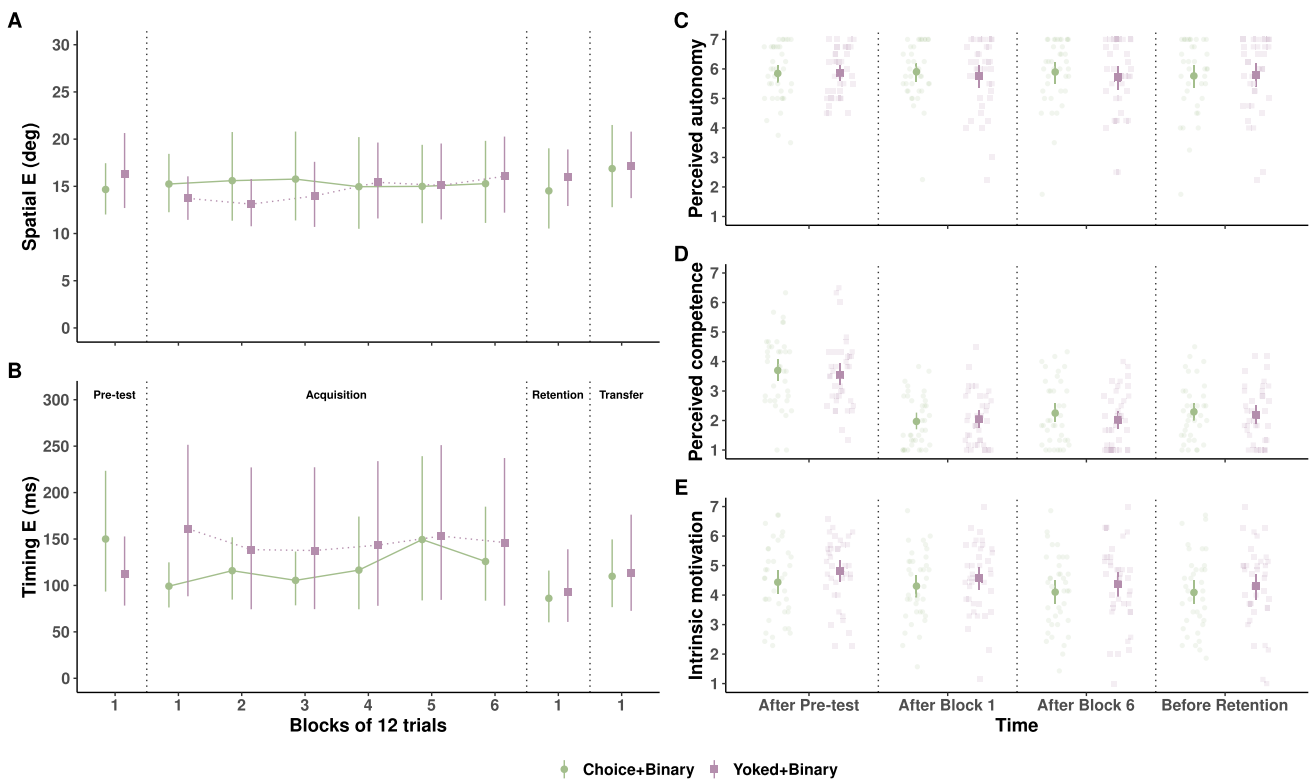 A
Spatial E (deg)
30
25
20
15
10
5
0
B
Timing E (ms)
Pre-test
Acquisition
Retention
Transfer
300
250
200
150
100
50
0
1 1 2 3 4 5 6 1 1
Blocks of 12 trials
C
Perceived autonomy
7
6
5
4
3
2
1
D
Perceived competence
7
6
5
4
3
2
1
E
Intrinsic motivation
7
6
5
4
3
2
1
After Pre-test After Block 1 After Block 6 Before Retention
Time
Choice+Binary Yoked+Binary